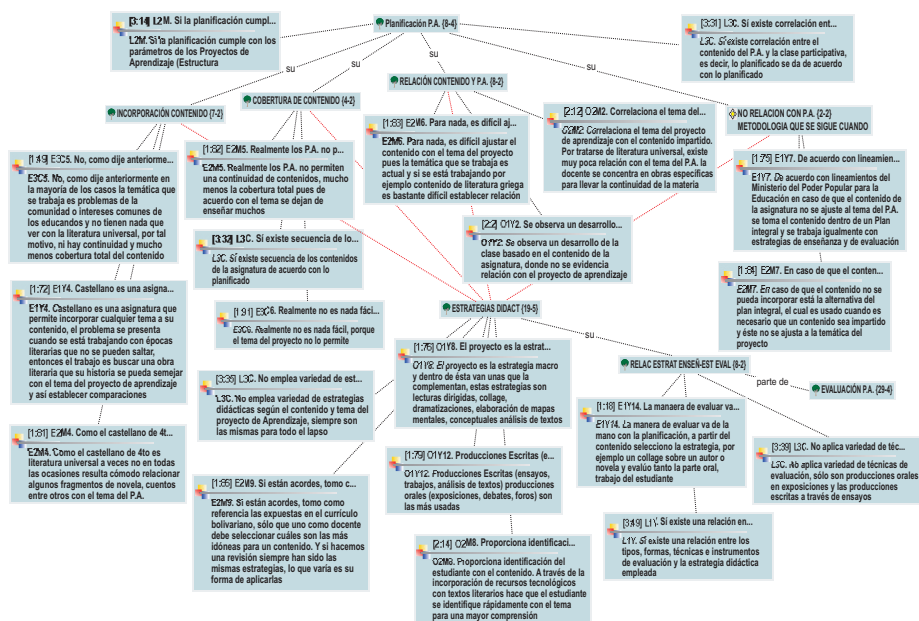 [3:14] L2M. Si la planificación cumpl...
L2M. Si la planificación cumple con los
parámetros de los Proyectos de
Aprendizaje (Estructura
Planificación P.A. {8-4}
[3:31] L3C. Sí existe correlación ent...
L3C. Sí existe correlación entre el
contenido del P.A. y la clase participativa,
es decir, lo planificado se da de acuerdo
con lo planificado
su
su
su
su
INCORPORACIÓN CONTENIDO {7-2}
COBERTURA DE CONTENIDO {4-2}
RELACIÓN CONTENIDO Y P.A. {8-2}
NO RELACION CON P.A. {2-2}
METODOLOGIA QUE SE SIGUE CUANDO
[1:49] E3C5. No, como dije anteriorme...
E3C5. No, como dije anteriormente en
la mayoría de los casos la temática que
se trabaja es problemas de la
comunidad o intereses comunes de
los educandos y no tienen nada que
ver con la literatura universal, por tal
motivo, ni hay continuidad y mucho
menos cobertura total del contenido
[1:82] E2M5. Realmente los P.A. no p...
E2M5. Realmente los P.A. no permiten
una continuidad de contenidos, mucho
menos la cobertura total pues de
acuerdo con el tema se dejan de
enseñar muchos
[1:83] E2M6. Para nada, es difícil aj...
E2M6. Para nada, es difícil ajustar el
contenido con el tema del proyecto
pues la temática que se trabaja es
actual y si se está trabajando por
ejemplo contenido de literatura griega
es bastante difícil establecer relación
[2:12] O2M2. Correlaciona el tema del...
O2M2. Correlaciona el tema del proyecto
de aprendizaje con el contenido impartido.
Por tratarse de literatura universal, existe
muy poca relación con el tema del P.A. la
docente se concentra en obras específicas
para llevar la continuidad de la materia
[1:75] E1Y7. De acuerdo con lineamien...
E1Y7. De acuerdo con lineamientos del
Ministerio del Poder Popular para la
Educación en caso de que el contenido de
la asignatura no se ajuste al tema del P.A.
se toma el contenido dentro de un Plan
integral y se trabaja igualmente con
estrategias de enseñanza y de evaluación
[3:32] L3C. Sí existe secuencia de lo...
L3C. Sí existe secuencia de los contenidos
de la asignatura de acuerdo con lo
planificado
[2:2] O1Y2. Se observa un desarrollo...
O1Y2. Se observa un desarrollo de la
clase basado en el contenido de la
asignatura, donde no se evidencia
relación con el proyecto de aprendizaje
[1:84] E2M7. En caso de que el conten...
E2M7. En caso de que el contenido no se
pueda incorporar está la alternativa del
plan integral, el cual es usado cuando es
necesario que un contenido sea impartido
y éste no se ajusta a la temática del
proyecto
[1:72] E1Y4. Castellano es una asigna...
E1Y4. Castellano es una asignatura que
permite incorporar cualquier tema a su
contenido, el problema se presenta
cuando se está trabajando con épocas
literarias que no se pueden saltar,
entonces el trabajo es buscar una obra
literaria que su historia se pueda semejar
con el tema del proyecto de aprendizaje
y así establecer comparaciones
[1:91] E3C6. Realmente no es nada fáci...
E3C6. Realmente no es nada fácil, porque
el tema del proyecto no lo permite
ESTRATEGIAS DIDACT {19-5}
su
[1:76] O1Y8. El proyecto es la estrat...
O1Y8. El proyecto es la estrategia macro
y dentro de ésta van unas que la
complementan, estas estrategias son
lecturas dirigidas, collage,
dramatizaciones, elaboración de mapas
mentales, conceptuales análisis de textos
RELAC ESTRAT ENSEÑ-EST EVAL {8-2}
parte de
EVALUACIÓN P.A. {29-4}
[3:35] L3C. No emplea variedad de est...
L3C. No emplea variedad de estrategias
didácticas según el contenido y tema del
proyecto de Aprendizaje, siempre son
las mismas para todo el lapso
[1:18] E1Y14. La manera de evaluar va...
E1Y14. La manera de evaluar va de la
mano con la planificación, a partir del
contenido selecciono la estrategia, por
ejemplo un collage sobre un autor o
novela y evalúo tanto la parte oral,
trabajo del estudiante
[1:81] E2M4. Como el castellano de 4t...
E2M4. Como el castellano de 4to es
literatura universal a veces no en todas
las ocasiones resulta cómodo relacionar
algunos fragmentos de novela, cuentos
entre otros con el tema del P.A.
[1:79] O1Y12. Producciones Escritas (e...
O1Y12. Producciones Escritas (ensayos,
trabajos, análisis de textos) producciones
orales (exposiciones, debates, foros) son
las más usadas
[3:39] L3C. No aplica variedad de téc...
L3C. No aplica variedad de técnicas de
evaluación, sólo son producciones orales
en exposiciones y las producciones
escritas a través de ensayos
[1:85] E2M9. Si están acordes, tomo c...
E2M9. Si están acordes, tomo como
referencia las expuestas en el currículo
bolivariano, sólo que uno como docente
debe seleccionar cuáles son las más
idóneas para un contenido. Y si hacemos
una revisión siempre han sido las
mismas estrategias, lo que varía es su
forma de aplicarlas
[3:49] L1Y. Sí existe una relación en...
L1Y. Sí existe una relación entre los
tipos, formas, técnicas e instrumentos
de evaluación y la estrategia didáctica
empleada
[2:14] O2M8. Proporciona identificaci...
O2M8. Proporciona identificación del
estudiante con el contenido. A través de la
incorporación de recursos tecnológicos
con textos literarios hace que el estudiante
se identifique rápidamente con el tema
para una mayor comprensión